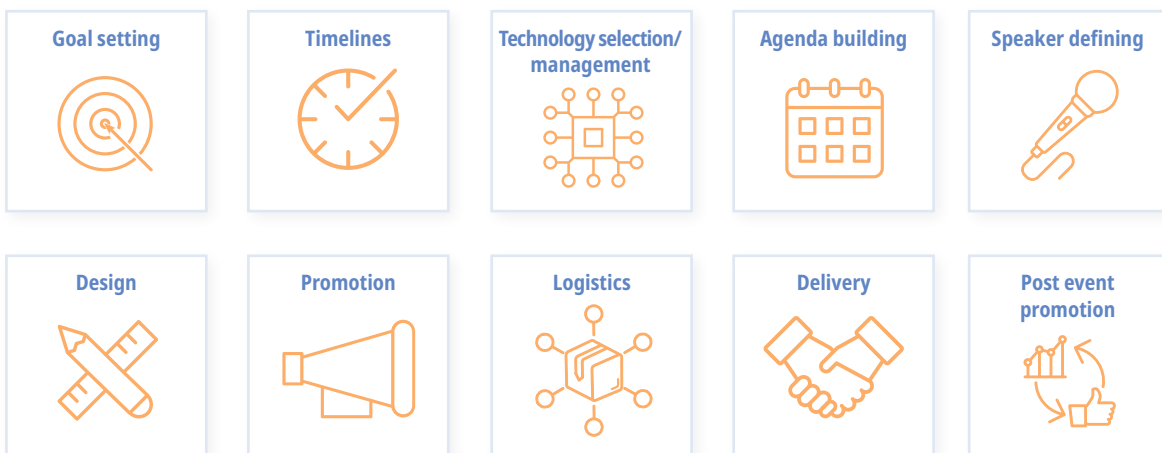 Goal setting
Timelines
Technology selection/
management
Agenda building
Speaker defining
Design
Promotion
Logistics
Delivery
Post event
promotion